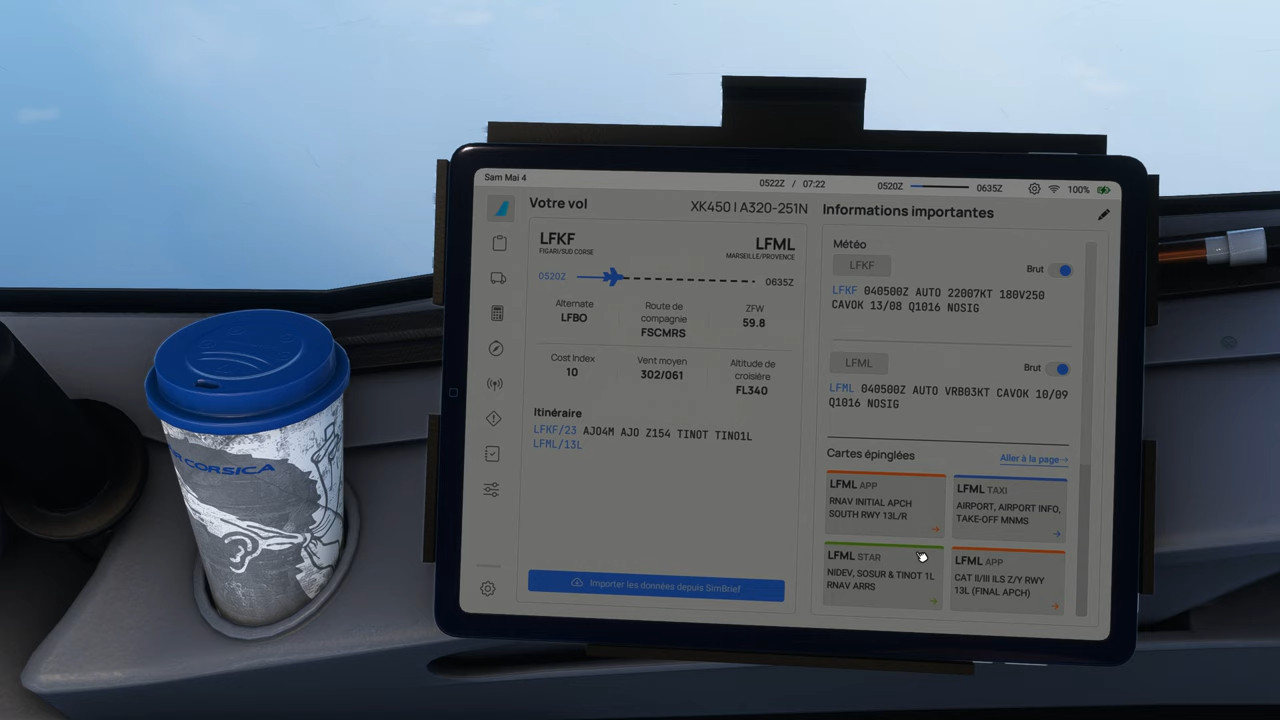 Sam Mai 4
0522Z / 07:22
0520Z
0635Z
100%
Votre vol
XK450 | A320-251N
LFKF
FIGARI/SUD CORSE
LFML
MARSEILLE/PROVENCE
0520Z
0635Z
Alternate
LFBO
Route de
compagnie
FSCMRS
ZFW
59.8
Cost Index
10
Vent moyen
302/061
Altitude de
croisière
FL340
Itinéraire
LFKF/23 AJO4M AJO Z154 TINOT TINO1L
LFML/13L
Importer les données depuis SimBrief
Informations importantes
Météo
LFKF
Brut
LFKF 040500Z AUTO 22007KT 180V250
CAVOK 13/08 Q1016 NOSIG
LFML
Brut
LFML 040500Z AUTO VRB03KT CAVOK 10/09
Q1016 NOSIG
Cartes épinglées
Aller à la page→
LFML APP
RNAV INITIAL APCH
SOUTH RWY 13L/R
LFML TAXI
AIRPORT, AIRPORT INFO,
TAKE-OFF MNMS
LFML STAR
NIDEV, SOSUR & TINOT 1L
RNAV ARRS
LFML APP
CAT II/III ILS Z/Y RWY
13L (FINAL APCH)
R CORSICA